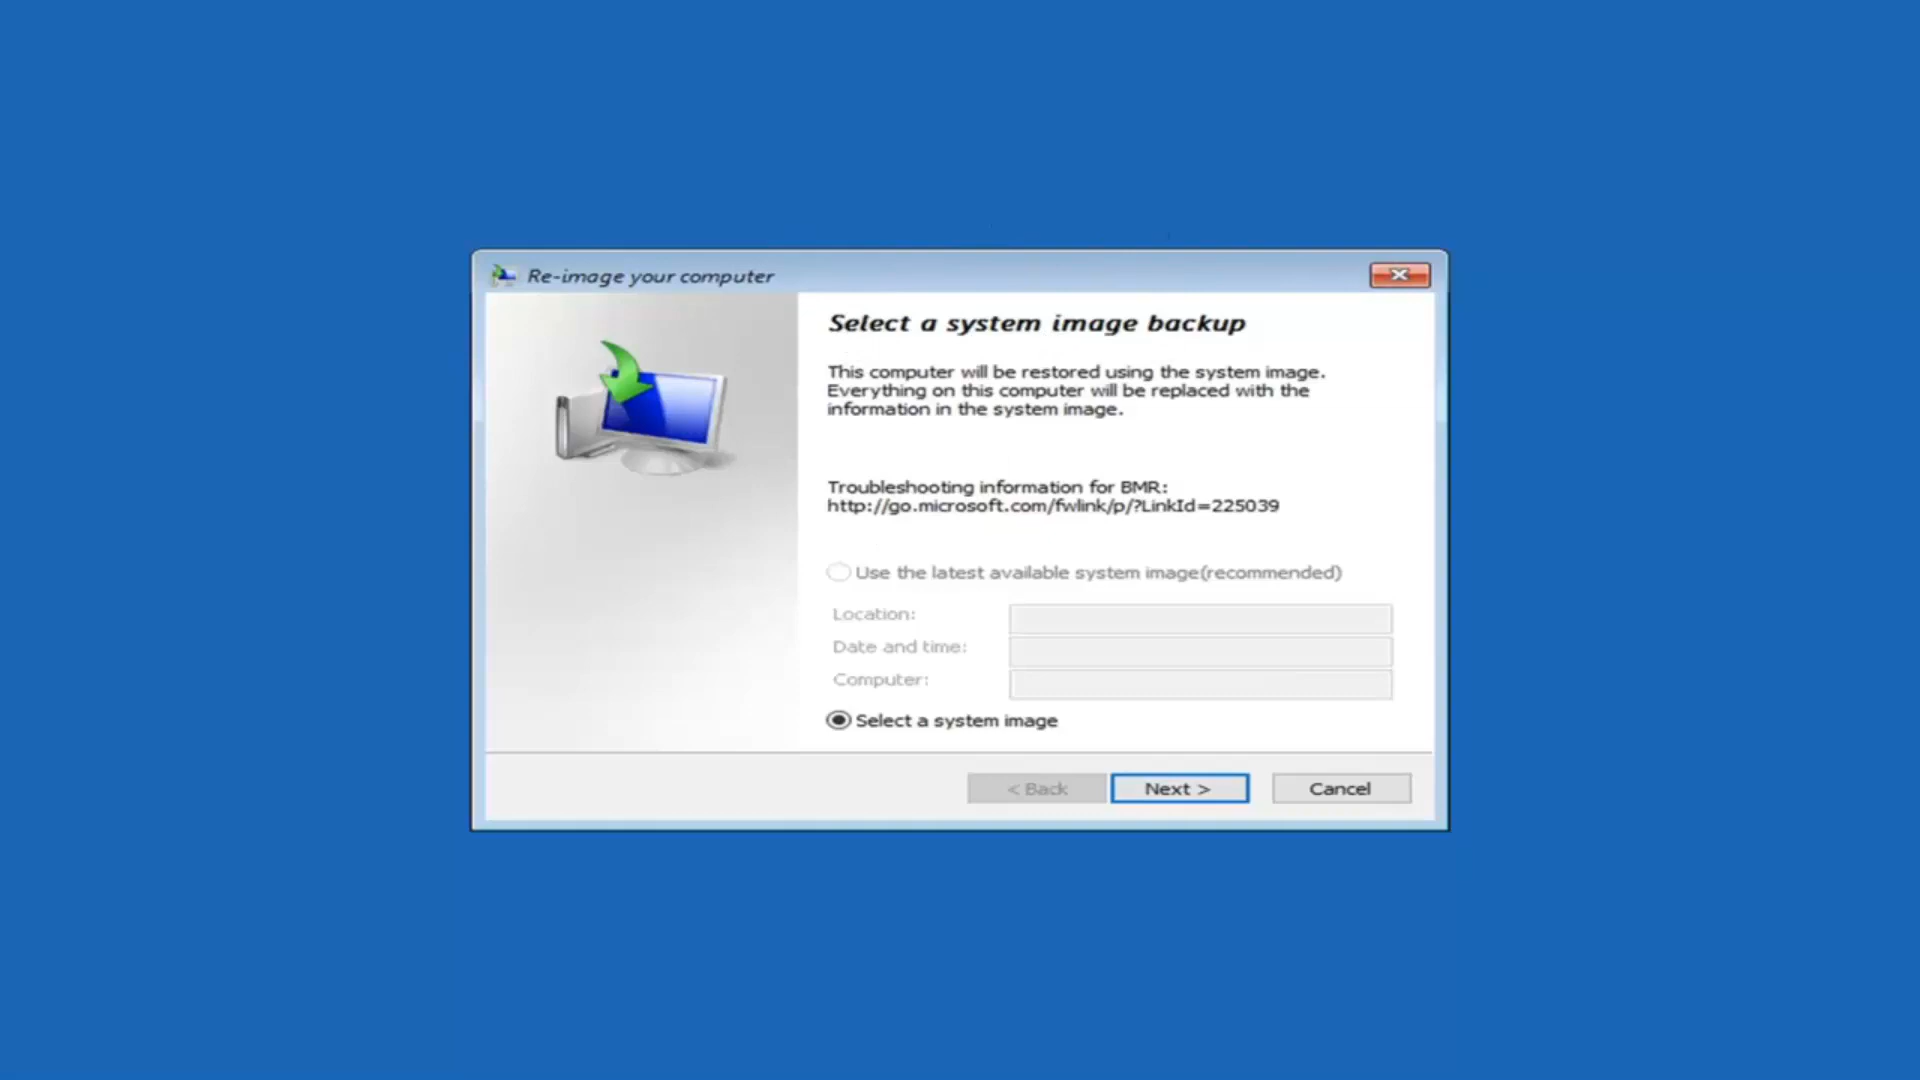 Re-image your computer
Select a system image backup
This computer will be restored using the system image.
Everything on this computer will be replaced with the
information in the system image.
Troubleshooting information for BMR:
http://go.microsoft.com/fwlink/p/?LinkId=225039
Use the latest available system image(recommended)
Location:
Date and time:
Computer:
Select a system image
< Back
Next >
Cancel